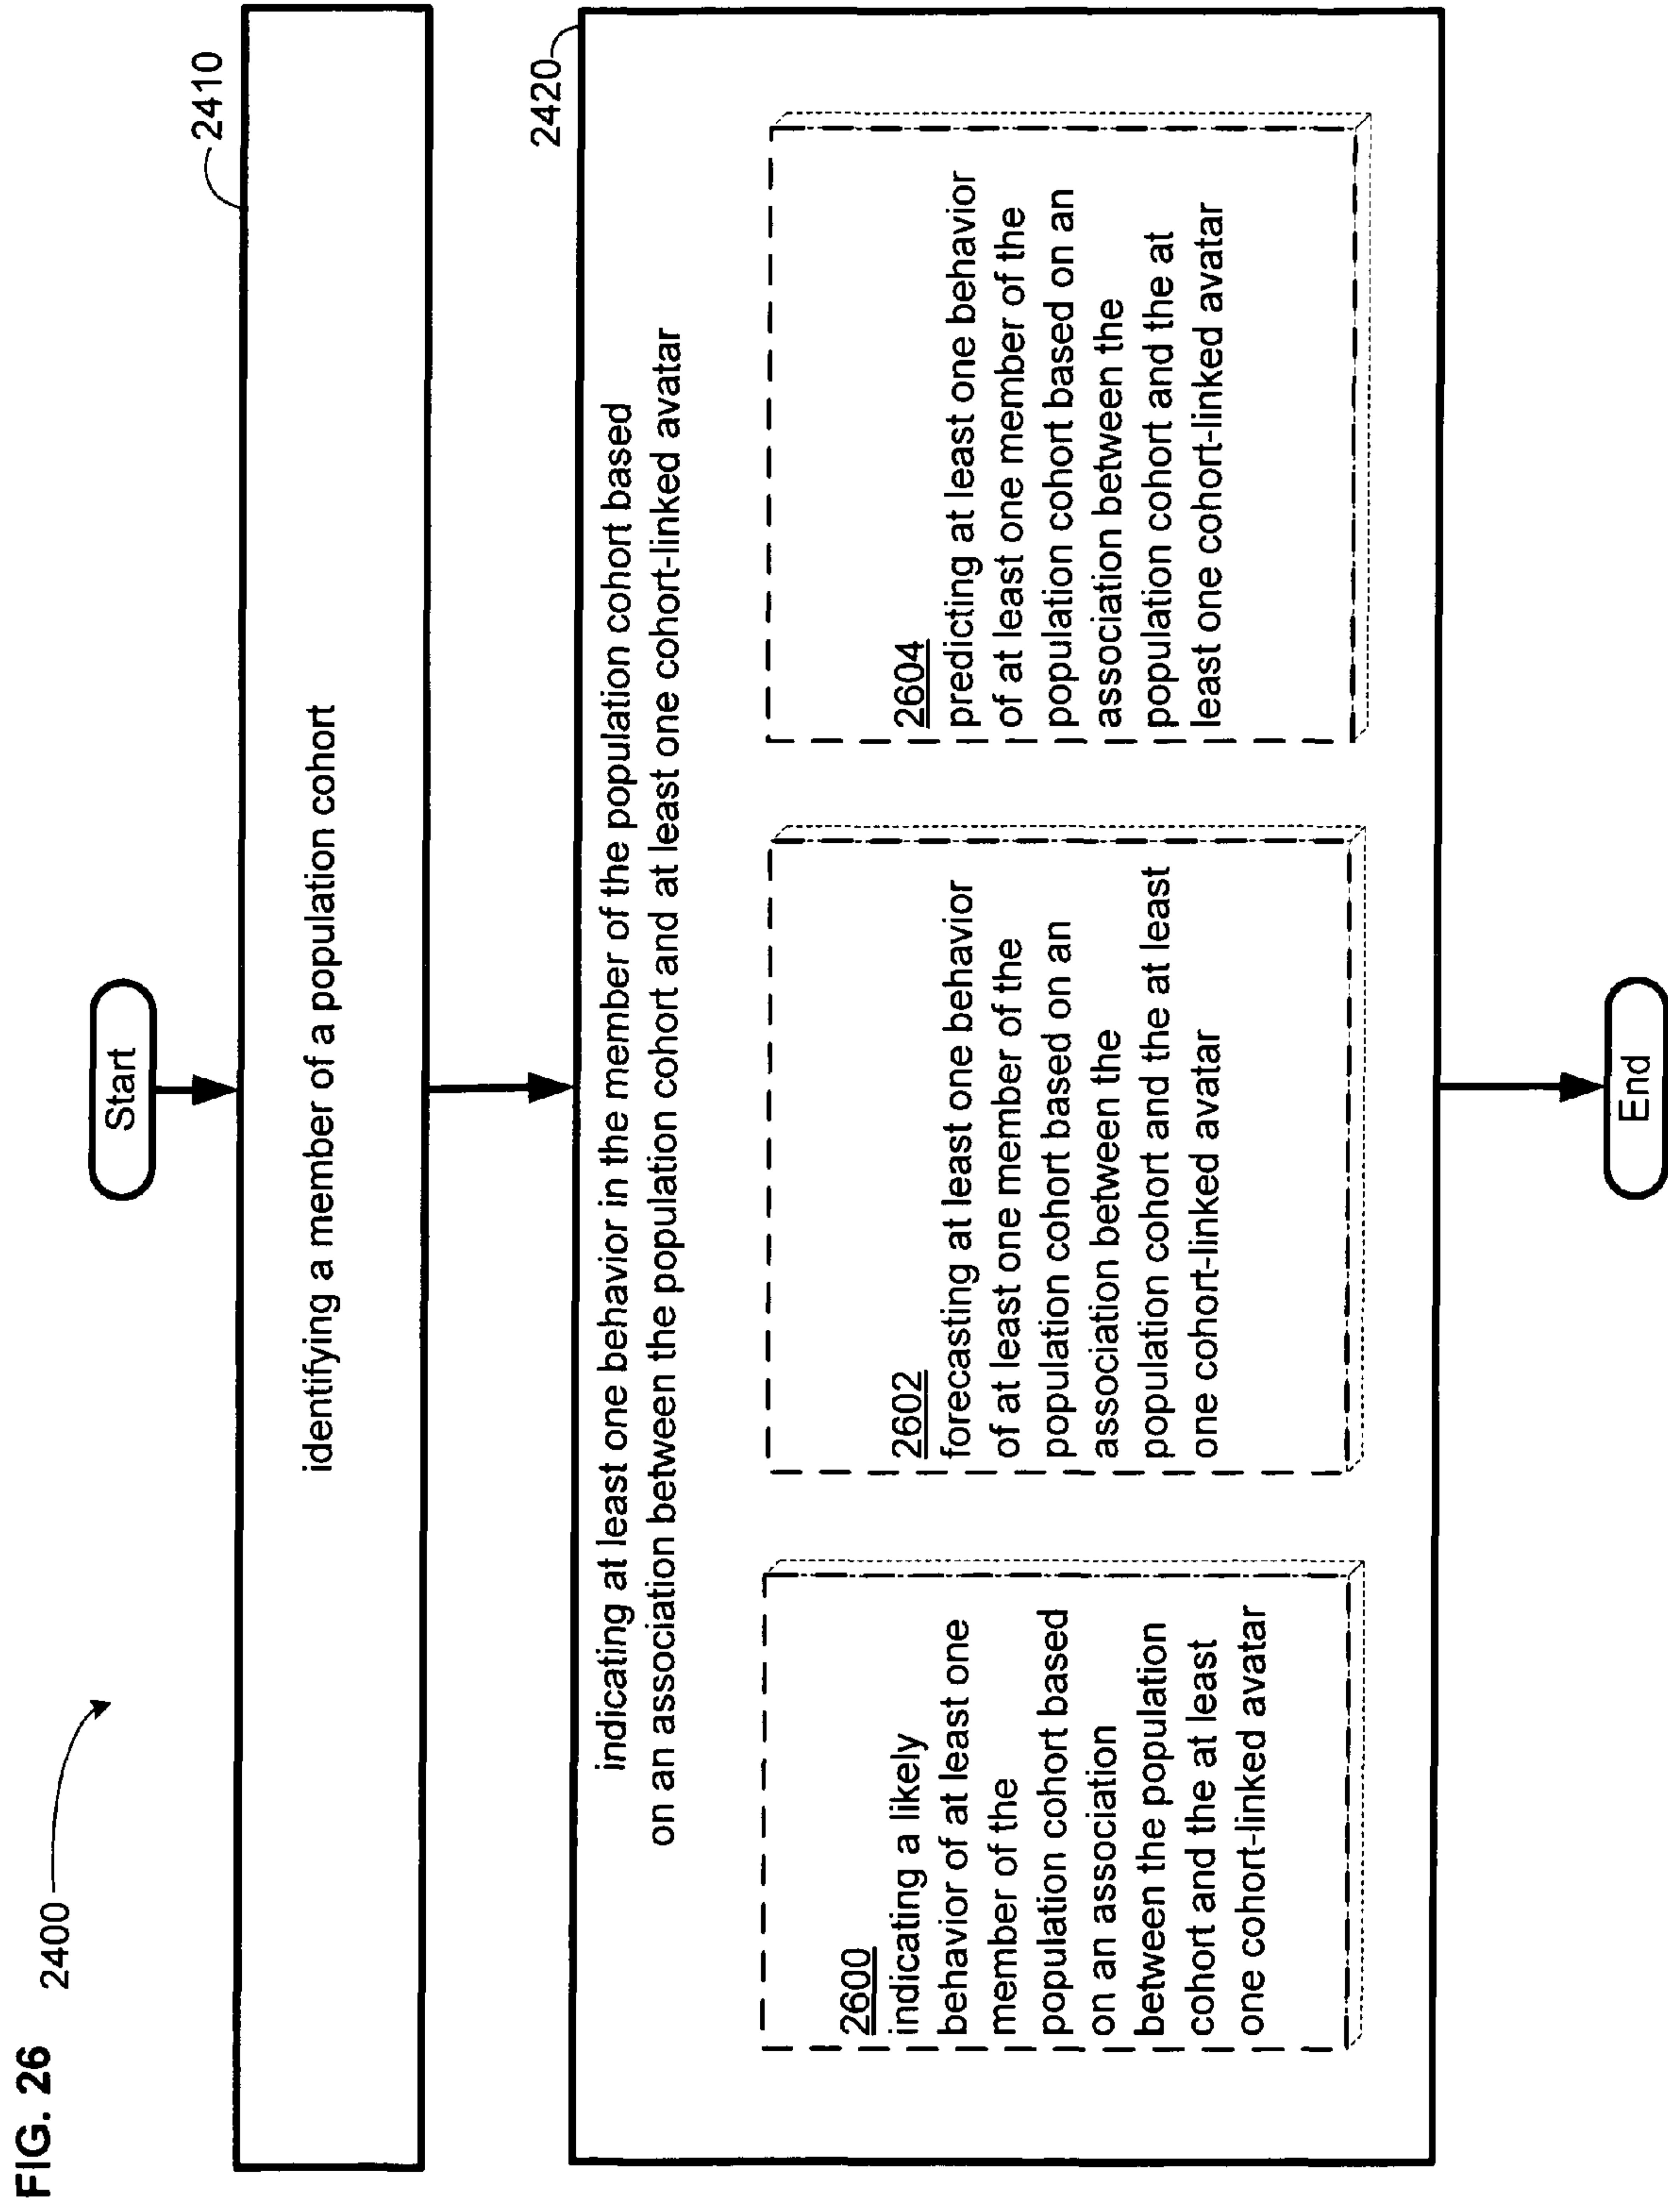 FIG. 26
2400
Start
2410
identifying a member of a population cohort
2420
indicating at least one behavior in the member of the population cohort based
on an association between the population cohort and at least one cohort-linked avatar
2600
indicating a likely
behavior of at least one
member of the
population cohort based
on an association
between the population
cohort and the at least
one cohort-linked avatar
2602
forecasting at least one behavior
of at least one member of the
population cohort based on an
association between the
population cohort and the at least
one cohort-linked avatar
2604
predicting at least one behavior
of at least one member of the
population cohort based on an
association between the
population cohort and the at
least one cohort-linked avatar
End